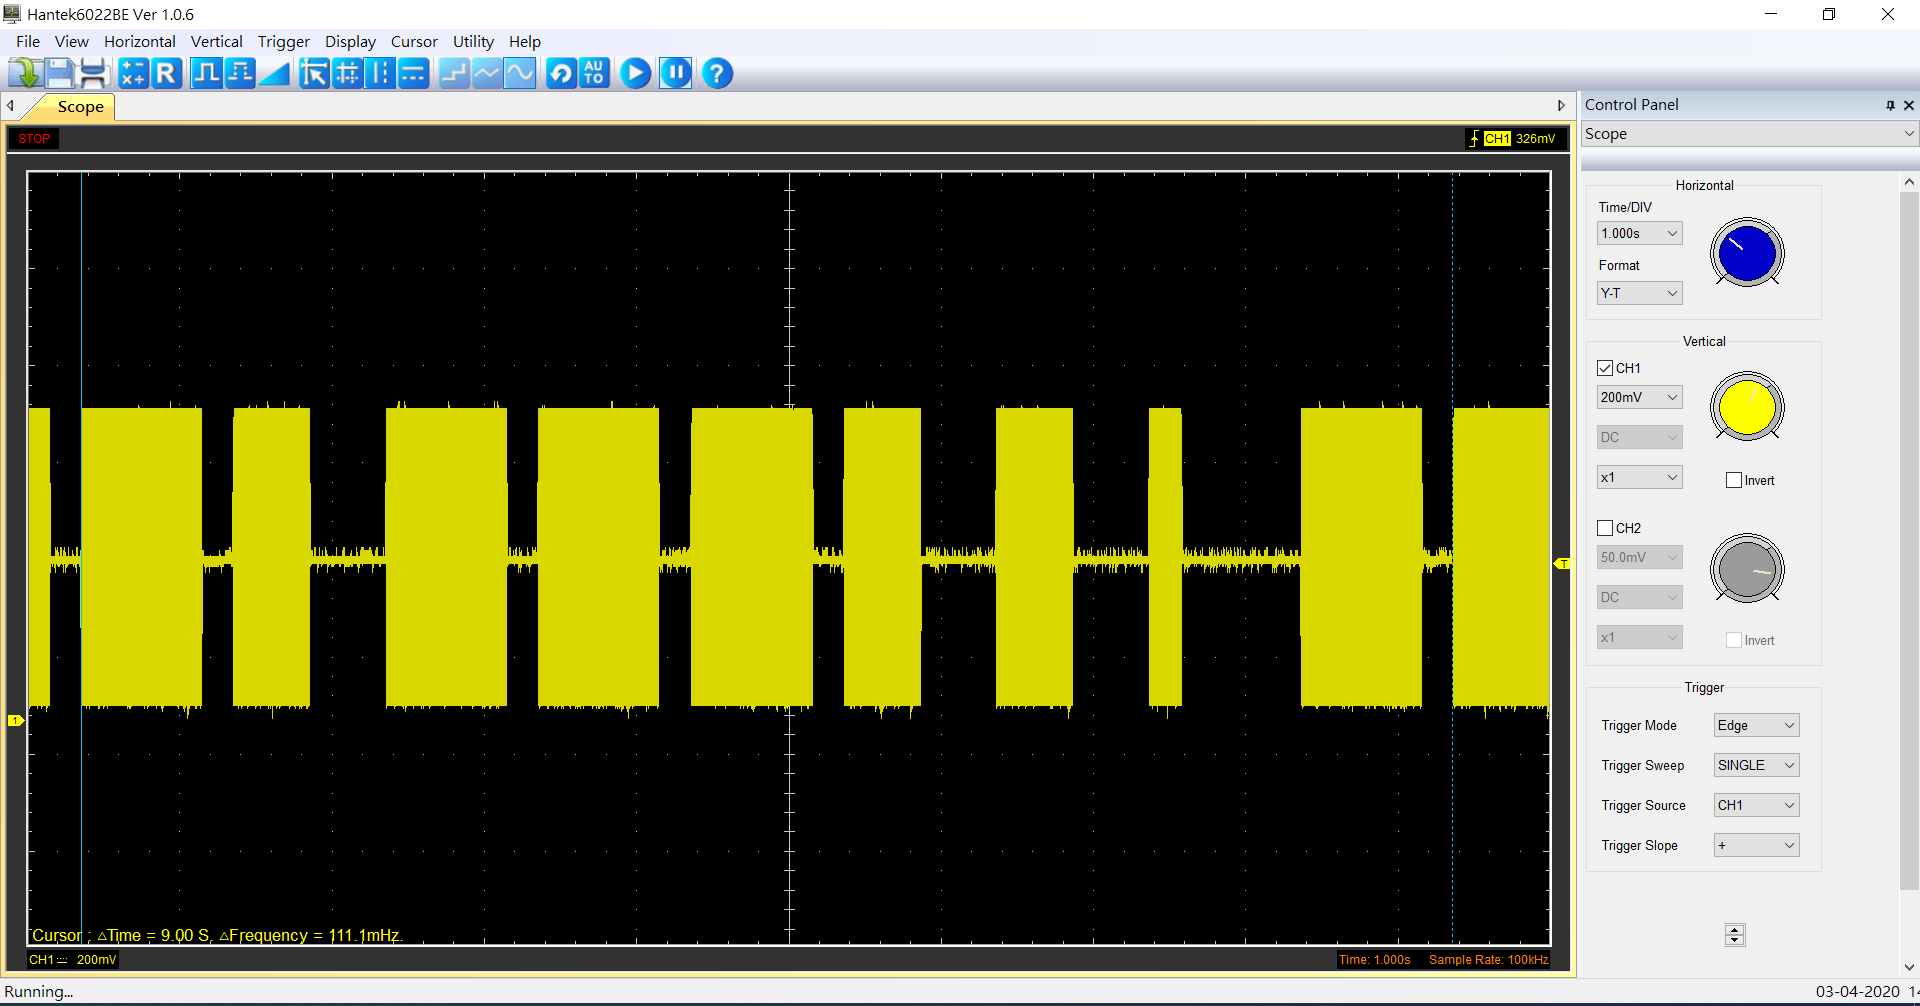 Hantek6022BE Ver 1.0.6
File View Horizontal Vertical Trigger Display Cursor Utility Help
R AU TO ?
Scope
STOP
CH1 326mV
T
1
Cursor : △Time = 9.00 S, △Frequency = 111.1mHz.
CH1 200mV
Time: 1.000s Sample Rate: 100kHz
Control Panel
Scope
Horizontal
Time/DIV
1.000s
Format
Y-T
Vertical
CH1
200mV
DC
x1
Invert
CH2
50.0mV
DC
x1
Invert
Trigger
Trigger Mode Edge
Trigger Sweep SINGLE
Trigger Source CH1
Trigger Slope +
Running...
03-04-2020